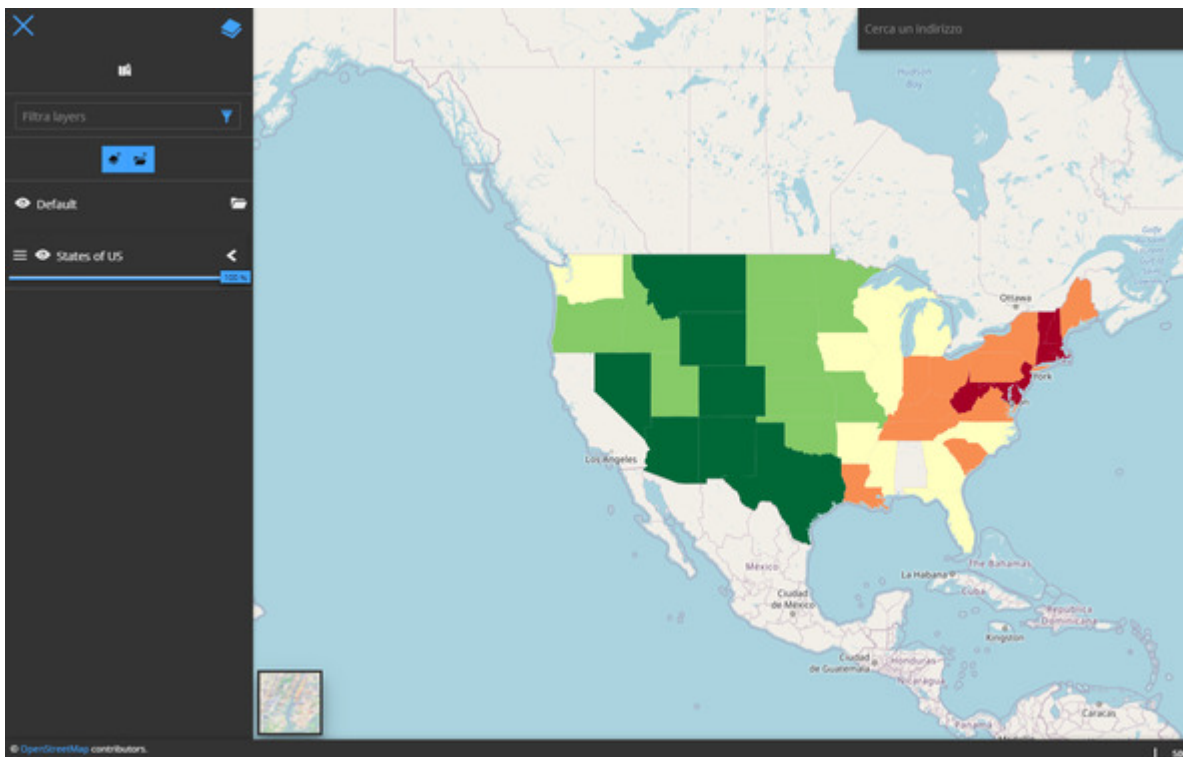 Cerca un indirizzo
Filtra layers
Default
States of US
100 %
Hudson
Bay
Golfe
Ottawa
York
Los Angeles
México
Ciudad
de México
La Habana
The Bahamas
Cuba
República
Dominicana
Kingston
Ciudad
de Guatemala
Honduras
Nicaragua
Panamá
Caracas
© OpenStreetMap contributors.